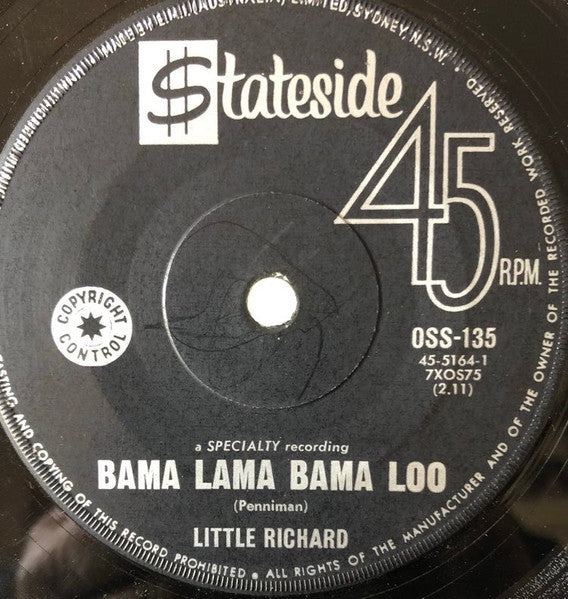 (AUSTRALIA) LIMITED, SYDNEY, N.S.W.
$tateside
45
R.P.M.
COPYRIGHT
CONTROL
OSS-135
45-5164-1
7XOS75
(2.11)
a SPECIALTY recording
BAMA LAMA BAMA LOO
(Penniman)
LITTLE RICHARD
CASTING AND COPYING OF THIS RECORD PROHIBITED • ALL RIGHTS OF THE MANUFACTURER AND OF THE OWNER OF THE RECORDED WORK RESERVED